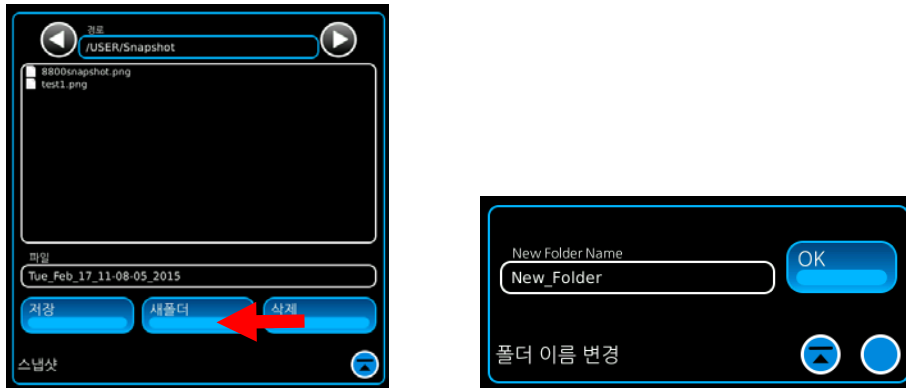 경로
/USER/Snapshot
8800snapshot.png
test1.png
파일
Tue_Feb_17_11-08-05_2015
저장
새폴더
삭제
스냅샷
New Folder Name
New_Folder
OK
폴더 이름 변경